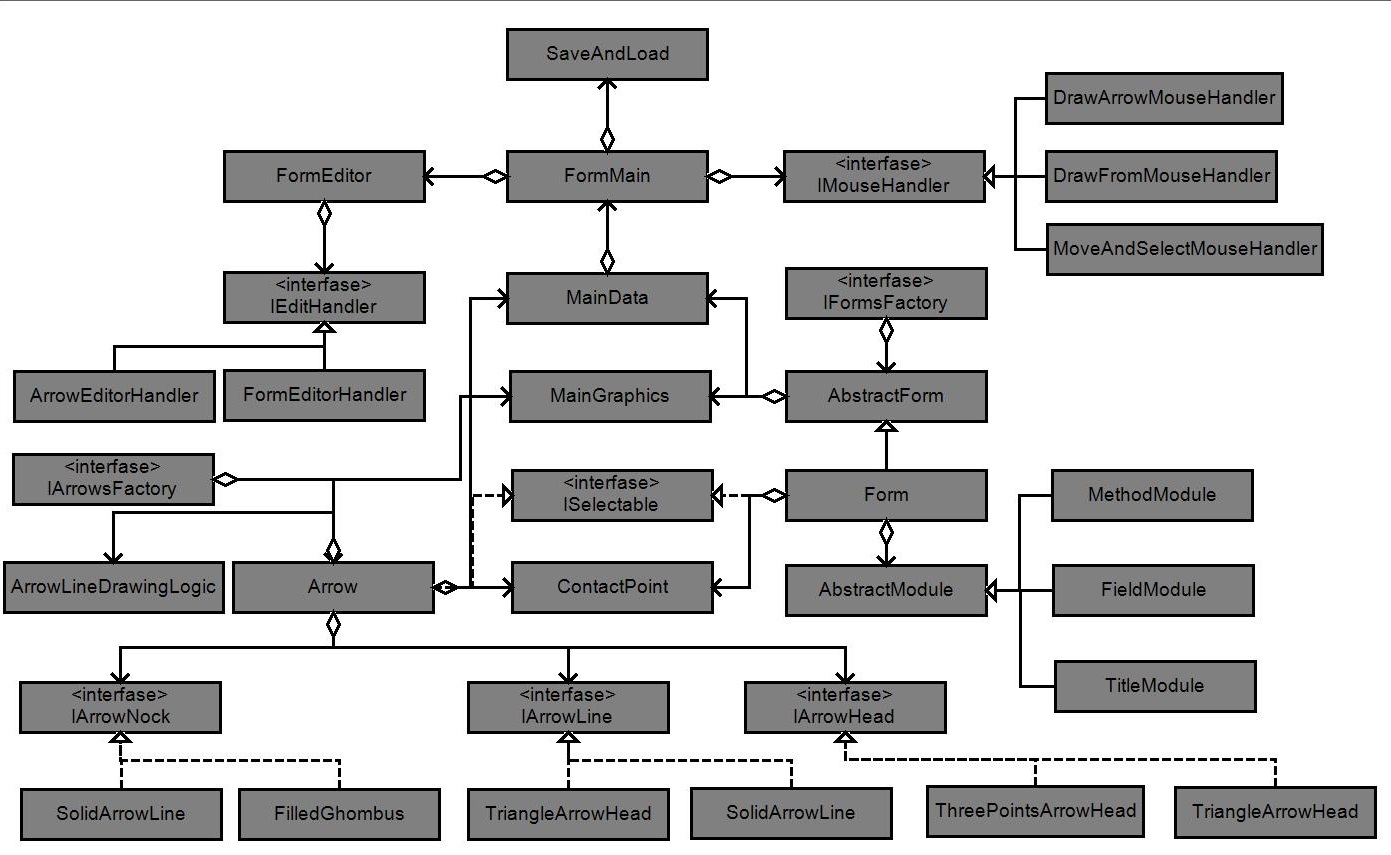 SaveAndLoad
DrawArrowMouseHandler
FormEditor
FormMain
<interfase>
IMouseHandler
DrawFromMouseHandler
MoveAndSelectMouseHandler
<interfase>
IEditHandler
MainData
<interfase>
IFormsFactory
ArrowEditorHandler
FormEditorHandler
MainGraphics
AbstractForm
<interfase>
IArrowsFactory
<interfase>
ISelectable
Form
MethodModule
ArrowLineDrawingLogic
Arrow
ContactPoint
AbstractModule
FieldModule
TitleModule
<interfase>
IArrowNock
<interfase>
IArrowLine
<interfase>
IArrowHead
SolidArrowLine
FilledGhombus
TriangleArrowHead
SolidArrowLine
ThreePointsArrowHead
TriangleArrowHead